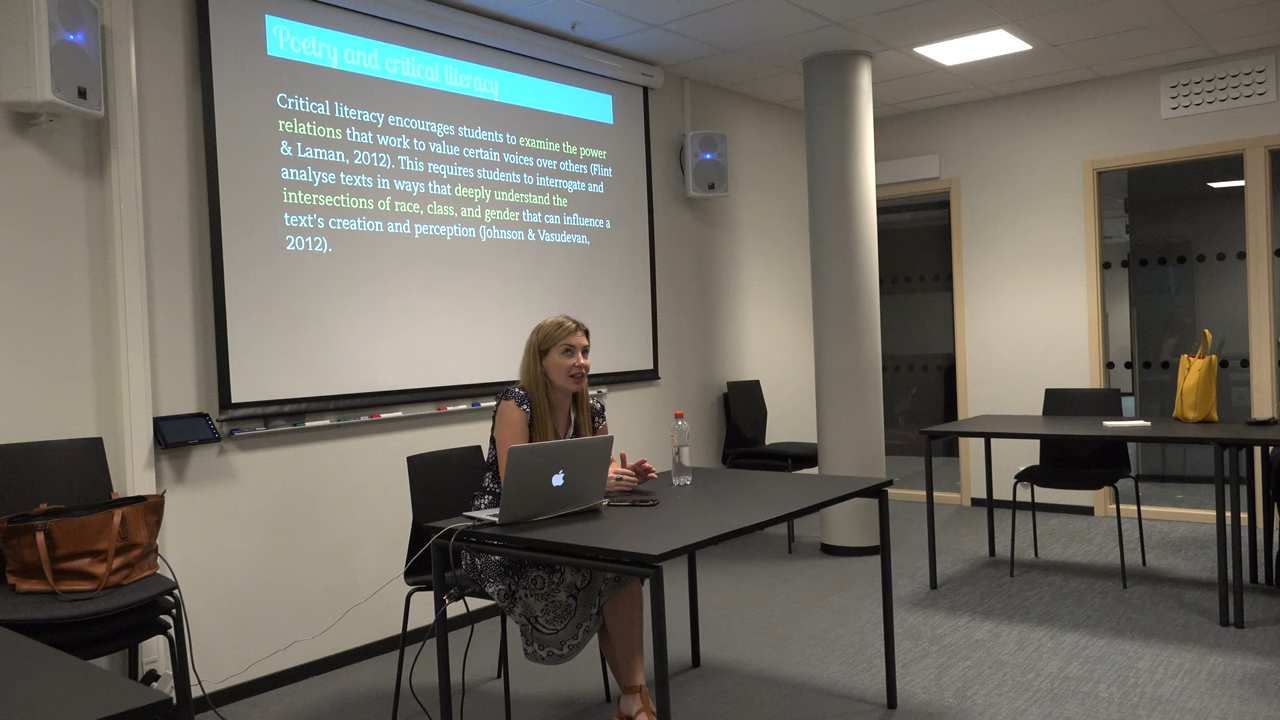 Poetry and critical literacy
Critical literacy encourages students to examine the power
relations that work to value certain voices over others (Flint
& Laman, 2012). This requires students to interrogate and
analyse texts in ways that deeply understand the
intersections of race, class, and gender that can influence a
text's creation and perception (Johnson & Vasudevan,
2012).